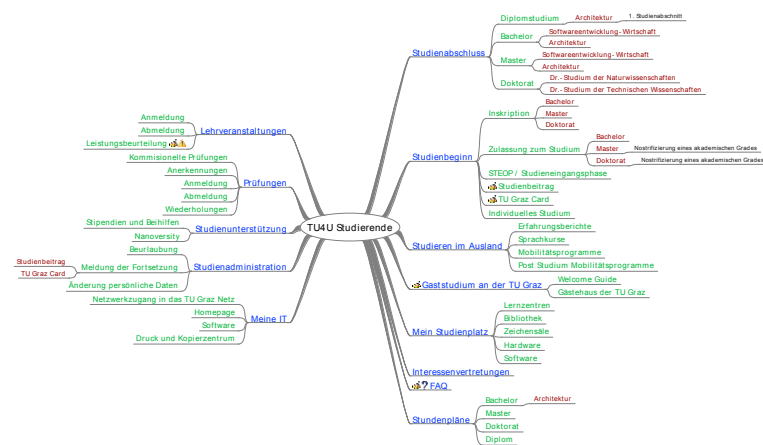 TU4U Studierende
Studienabschluss
Diplomstudium
Architektur
1. Studienabschnitt
Bachelor
Softwareentwicklung-Wirtschaft
Architektur
Master
Softwareentwicklung-Wirtschaft
Architektur
Doktorat
Dr.-Studium der Naturwissenschaften
Dr.-Studium der Technischen Wissenschaften
Studienbeginn
Inskription
Bachelor
Master
Doktorat
Zulassung zum Studium
Bachelor
Master
Nostrifizierung eines akademischen Grades
Doktorat
Nostrifizierung eines akademischen Grades
STEOP / Studieneingangsphase
Studienbeitrag
TU Graz Card
Individuelles Studium
Studieren im Ausland
Erfahrungsberichte
Sprachkurse
Mobilitätsprogramme
Post Studium Mobilitätsprogramme
Gaststudium an der TU Graz
Welcome Guide
Gästehaus der TU Graz
Mein Studienplatz
Lernzentren
Bibliothek
Zeichensäle
Hardware
Software
Interessenvertretungen
? FAQ
Stundenpläne
Bachelor
Architektur
Master
Doktorat
Diplom
Lehrveranstaltungen
Anmeldung
Abmeldung
Leistungsbeurteilung
Prüfungen
Kommisionelle Prüfungen
Anerkennungen
Anmeldung
Abmeldung
Wiederholungen
Studienunterstützung
Stipendien und Beihilfen
Nanoversity
Studienadministration
Beurlaubung
Meldung der Fortsetzung
Studienbeitrag
TU Graz Card
Änderung persönliche Daten
Meine IT
Netzwerkzugang in das TU Graz Netz
Homepage
Software
Druck und Kopierzentrum